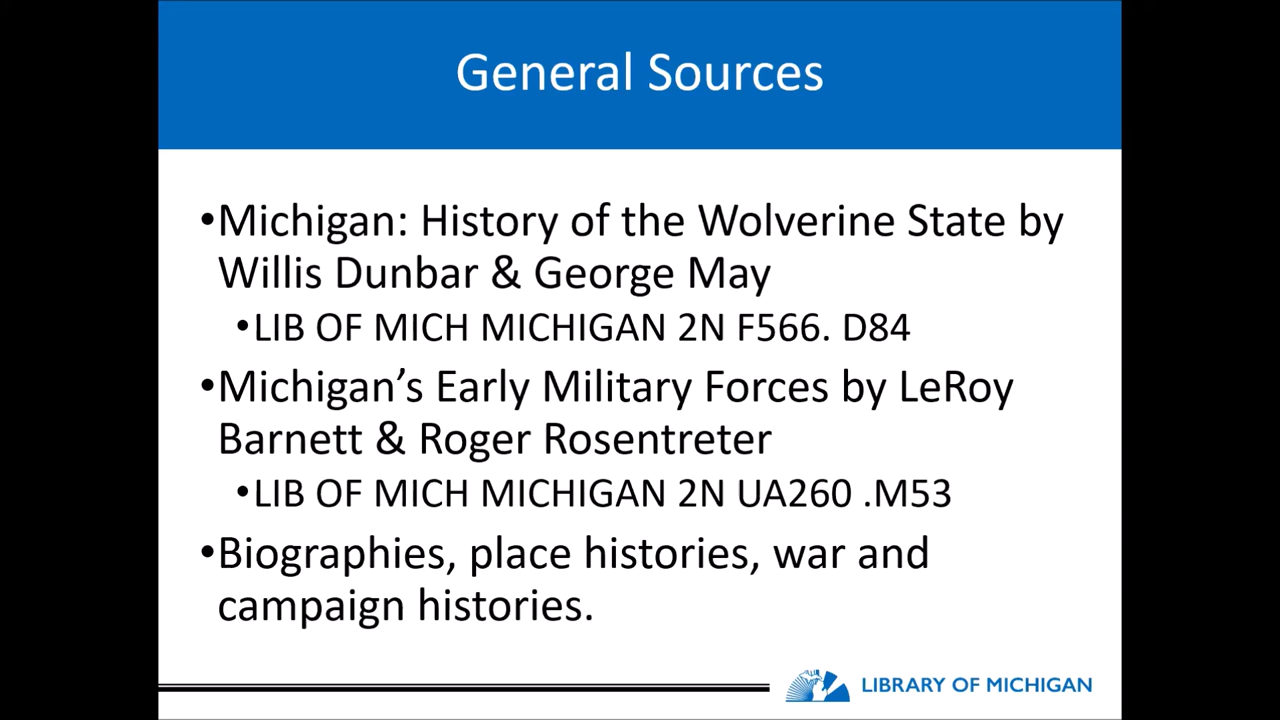 General Sources
•Michigan: History of the Wolverine State by
Willis Dunbar & George May
•LIB OF MICH MICHIGAN 2N F566. D84
•Michigan’s Early Military Forces by LeRoy
Barnett & Roger Rosentreter
•LIB OF MICH MICHIGAN 2N UA260 .M53
•Biographies, place histories, war and
campaign histories.
LIBRARY OF MICHIGAN